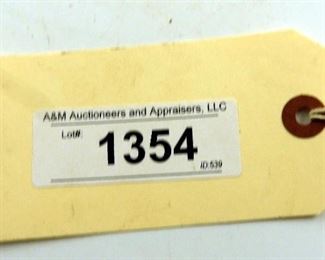 A&M Auctioneers and Appraisers, LLC
Lot#:
1354
ID:539